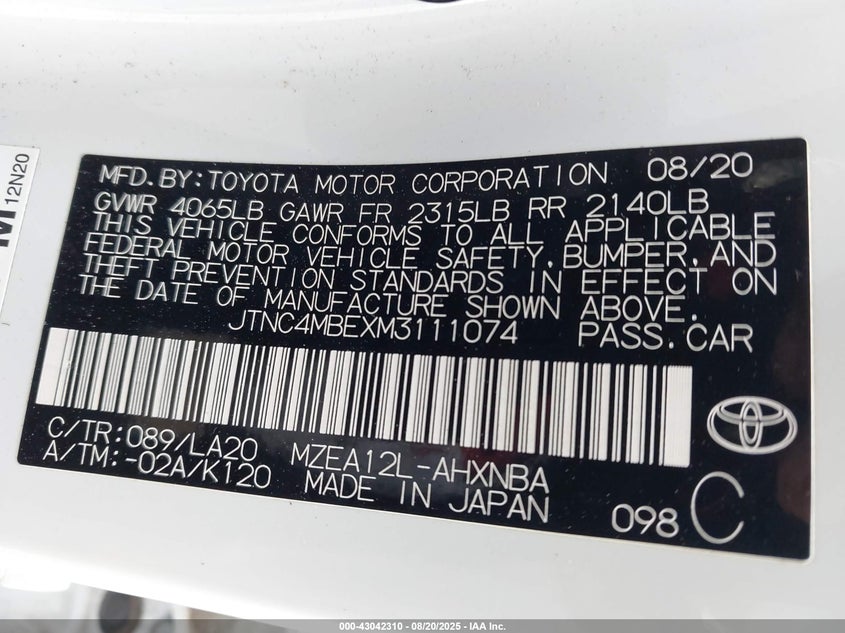 M
12N20
MFD.BY:TOYOTA MOTOR CORPORATION 08/20
GVWR 4065LB GAWR FR 2315LB RR 2140LB
THIS VEHICLE CONFORMS TO ALL APPLICABLE
FEDERAL MOTOR VEHICLE SAFETY,BUMPER,AND
THEFT PREVENTION STANDARDS IN EFFECT ON
THE DATE OF MANUFACTURE SHOWN ABOVE.
JTNC4MBEXM3111074 PASS.CAR
C/TR:089/LA20 MZEA12L-AHXNBA
A/TM:-02A/K120 MADE IN JAPAN
098 C
000-43042310 - 08/20/2025 - IAA Inc.